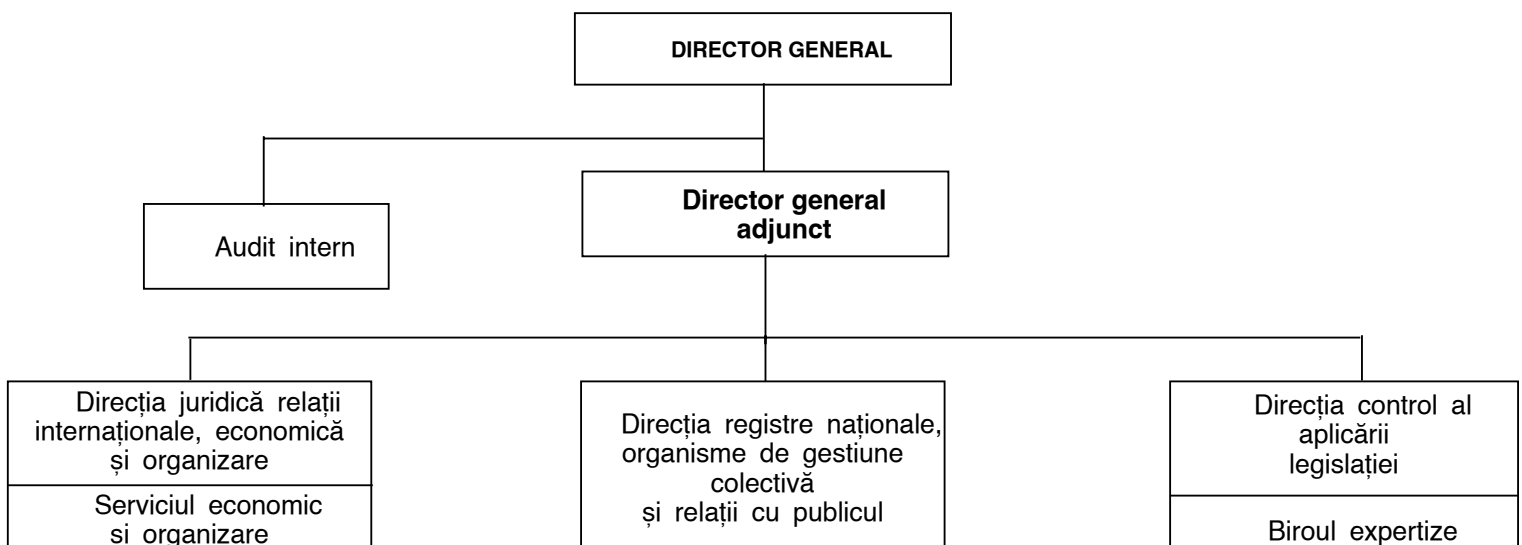 DIRECTOR GENERAL
Director general
adjunct
Audit intern
Direcția juridică relații
internaționale, economică
și organizare
Serviciul economic
și organizare
Direcția registre naționale,
organisme de gestiune
colectivă
și relații cu publicul
Direcția control al
aplicării
legislației
Biroul expertize